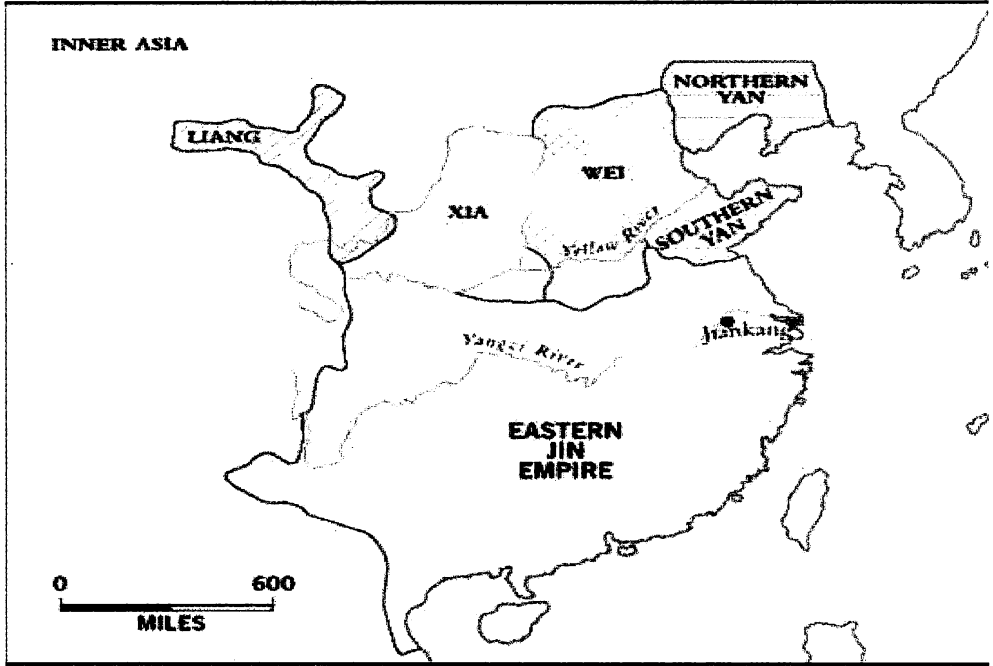 INNER ASIA
NORTHERN
YAN
LIANG
WEI
XIA
Yellow River
SOUTHERN
YAN
Jiankang
Yangzi River
EASTERN
JIN
EMPIRE
0 600
MILES